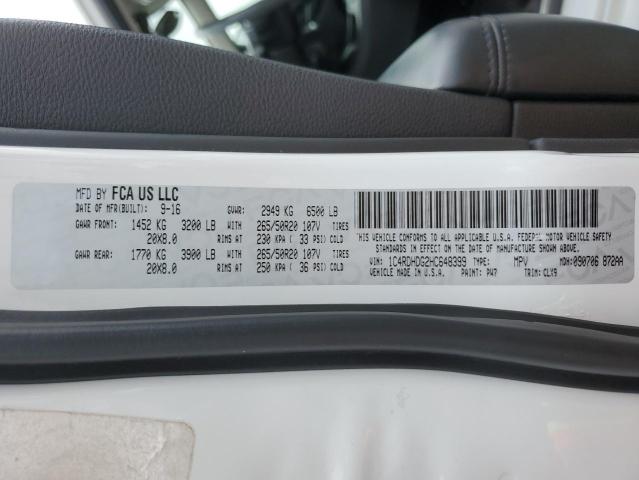 MFD BY FCA US LLC
DATE OF MFR(BUILT): 9-16 GVWR: 2949 KG 6500 LB
GAWR FRONT: 1452 KG 3200 LB WITH 265/50R20 107V TIRES
20X8.0 RIMS AT 230 KPA ( 33 PSI) COLD
GAWR REAR: 1770 KG 3900 LB WITH 265/50R20 107V TIRES
20X8.0 RIMS AT 250 KPA ( 36 PSI) COLD
THIS VEHICLE CONFORMS TO ALL APPLICABLE U.S.A. FEDERAL MOTOR VEHICLE SAFETY
STANDARDS IN EFFECT ON THE DATE OF MANUFACTURE SHOWN ABOVE.
VIN: 1C4RDHDG2HC648399 TYPE: MPV MDH:090706 872AA
PAINT: PW7 TRIM: CLX9